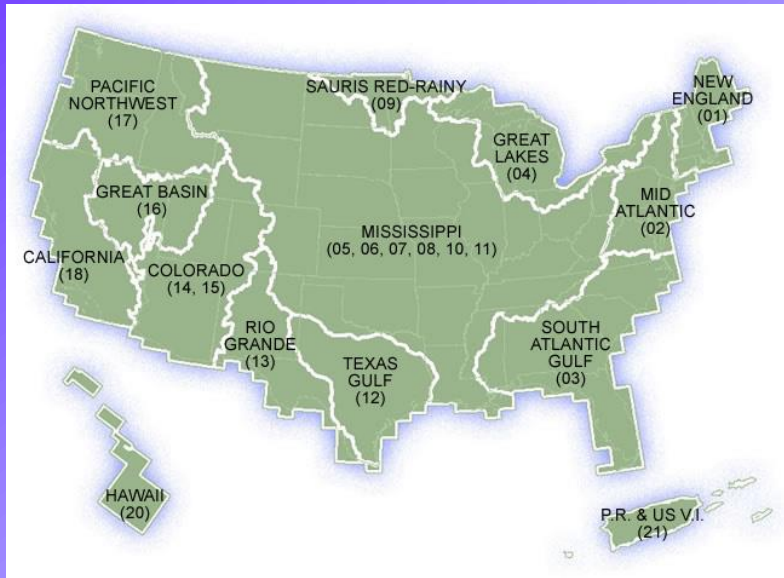 PACIFIC
NORTHWEST
(17)
SAURIS RED-RAINY
(09)
NEW
ENGLAND
(01)
GREAT
LAKES
(04)
GREAT BASIN
(16)
MID
ATLANTIC
(02)
MISSISSIPPI
(05, 06, 07, 08, 10, 11)
CALIFORNIA
(18)
COLORADO
(14, 15)
RIO
GRANDE
(13)
TEXAS
GULF
(12)
SOUTH
ATLANTIC
GULF
(03)
HAWAII
(20)
P.R. & US V.I.
(21)